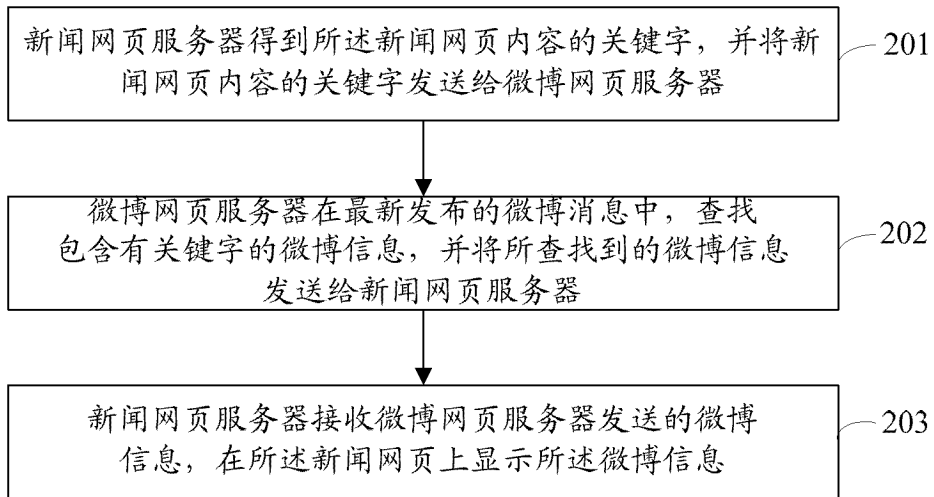 新闻网页服务器得到所述新闻网页内容的关键字，并将新
闻网页内容的关键字发送给微博网页服务器
201
微博网页服务器在最新发布的微博消息中，查找
包含有关键字的微博信息，并将所查找到的微博信息
发送给新闻网页服务器
202
新闻网页服务器接收微博网页服务器发送的微博
信息，在所述新闻网页上显示所述微博信息
203